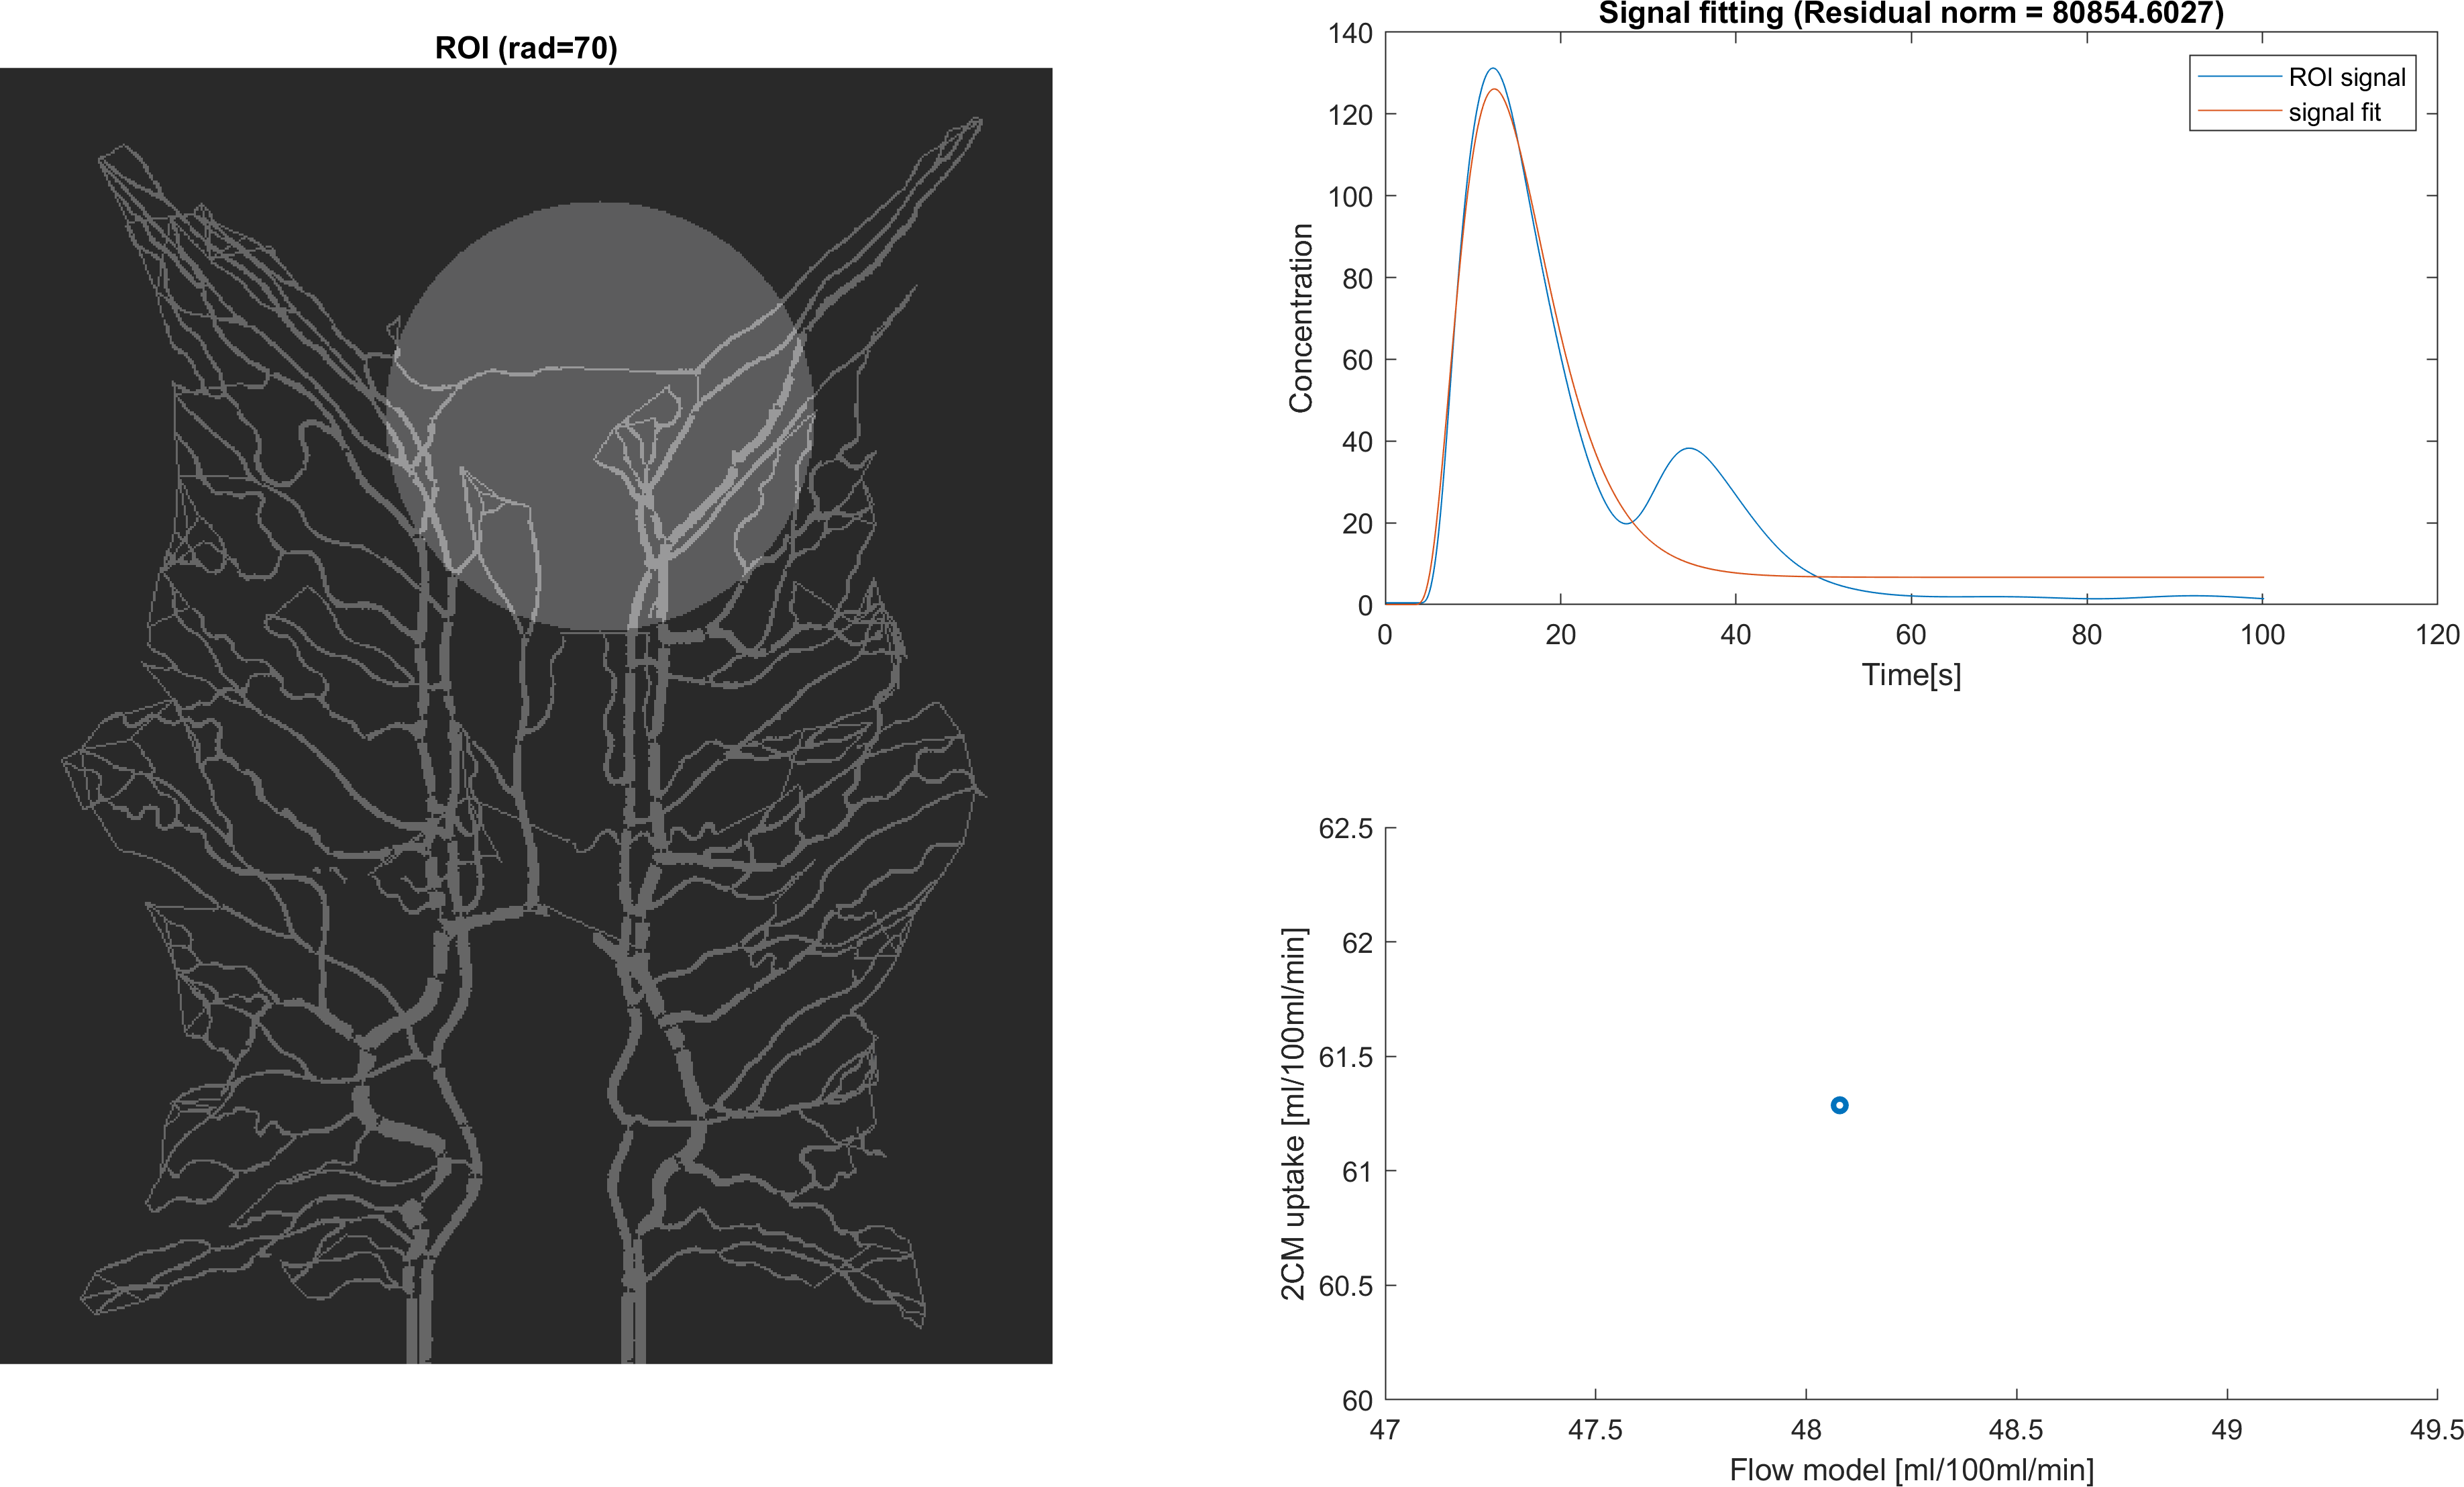 ROI (rad=70)
Signal fitting (Residual norm = 80854.6027)
140
120
100
80
60
40
20
0
Concentration
ROI signal
signal fit
0 20 40 60 80 100 120
Time[s]
62.5
62
61.5
61
60.5
60
2CM uptake [ml/100ml/min]
47 47.5 48 48.5 49 49.5
Flow model [ml/100ml/min]